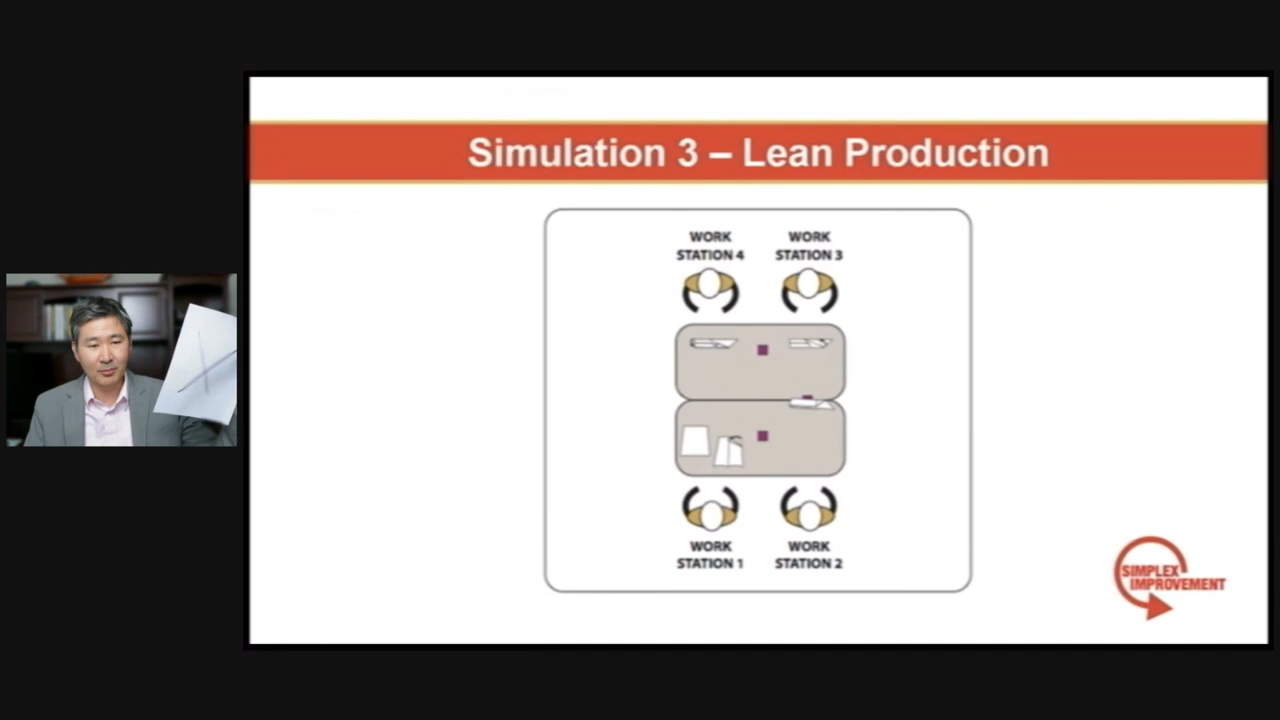 Simulation 3 – Lean Production
WORK
STATION 4
WORK
STATION 3
WORK
STATION 1
WORK
STATION 2
SIMPLEX
IMPROVEMENT